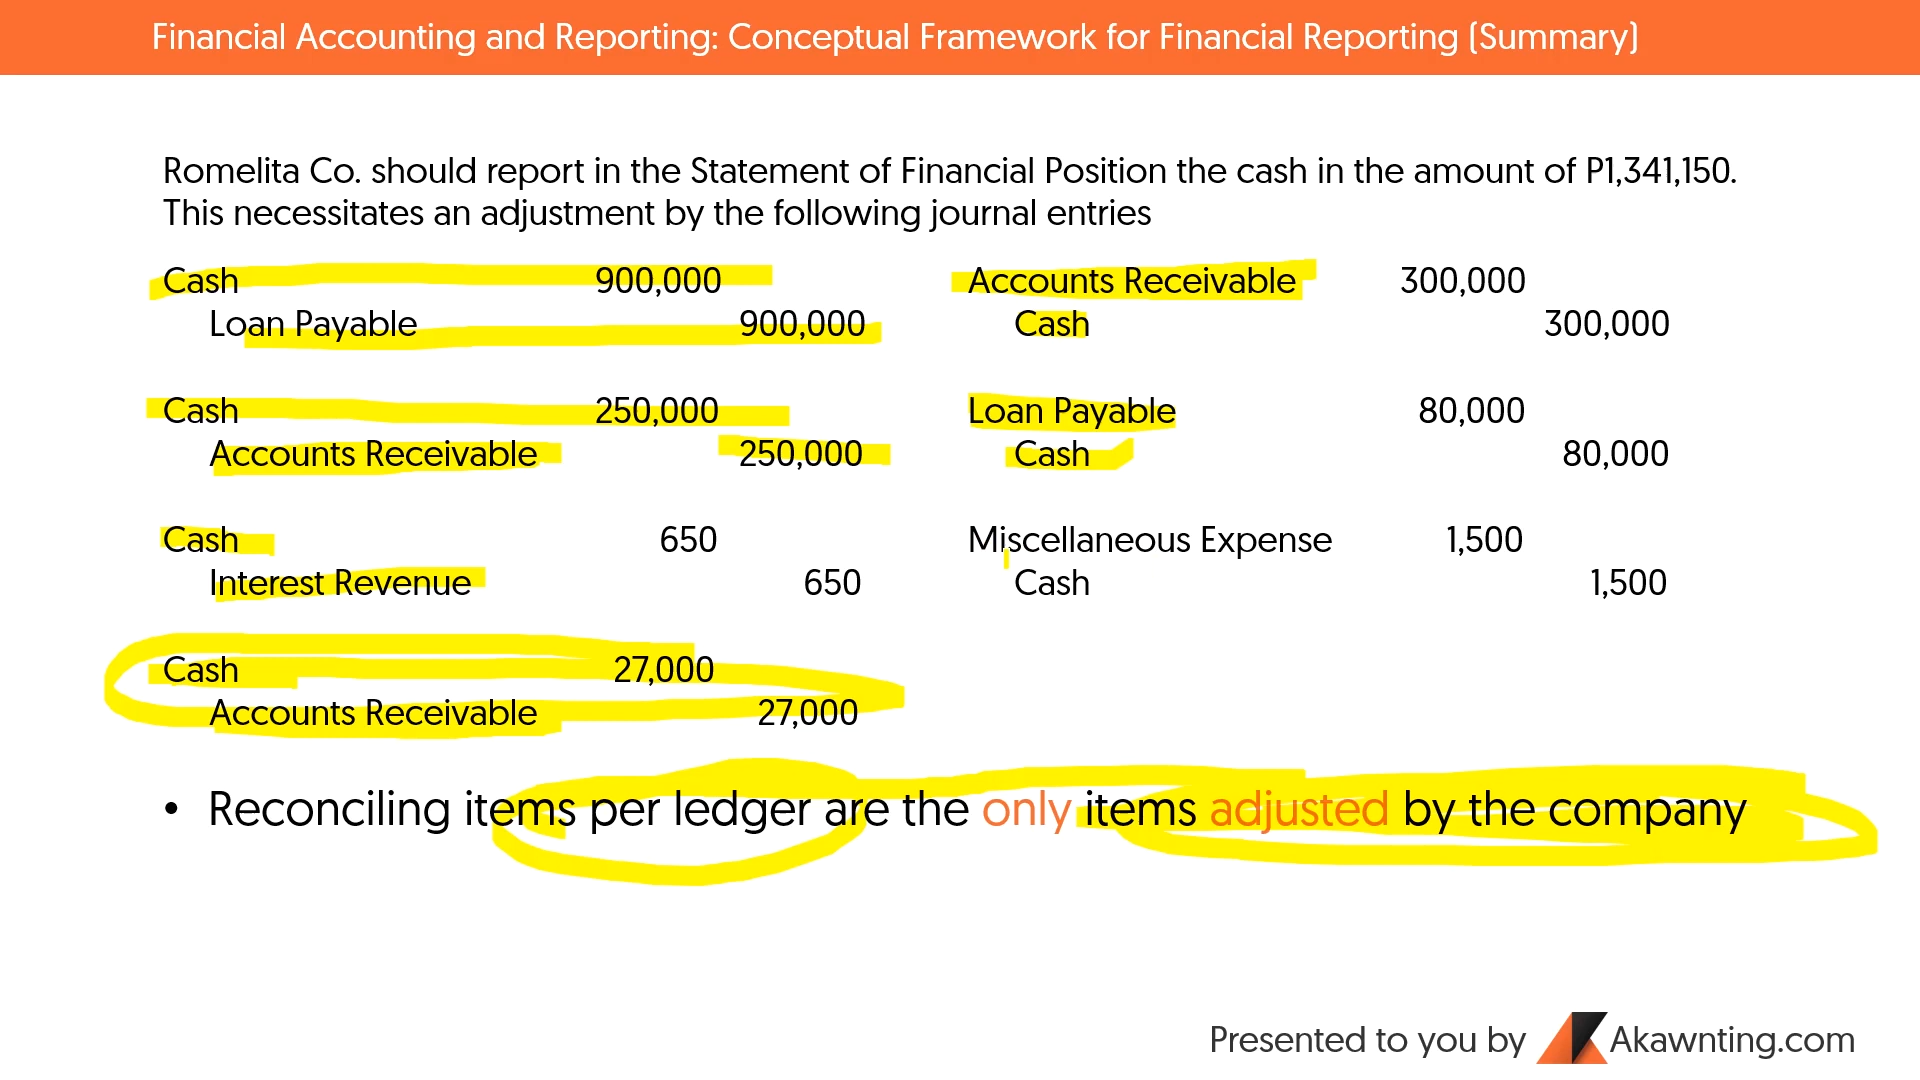 Financial Accounting and Reporting: Conceptual Framework for Financial Reporting (Summary)
Romelita Co. should report in the Statement of Financial Position the cash in the amount of P1,341,150.
This necessitates an adjustment by the following journal entries
Cash 900,000
Loan Payable 900,000
Cash 250,000
Accounts Receivable 250,000
Cash 650
Interest Revenue 650
Cash 27,000
Accounts Receivable 27,000
Accounts Receivable 300,000
Cash 300,000
Loan Payable 80,000
Cash 80,000
Miscellaneous Expense 1,500
Cash 1,500
• Reconciling items per ledger are the only items adjusted by the company
Presented to you by Akawnting.com